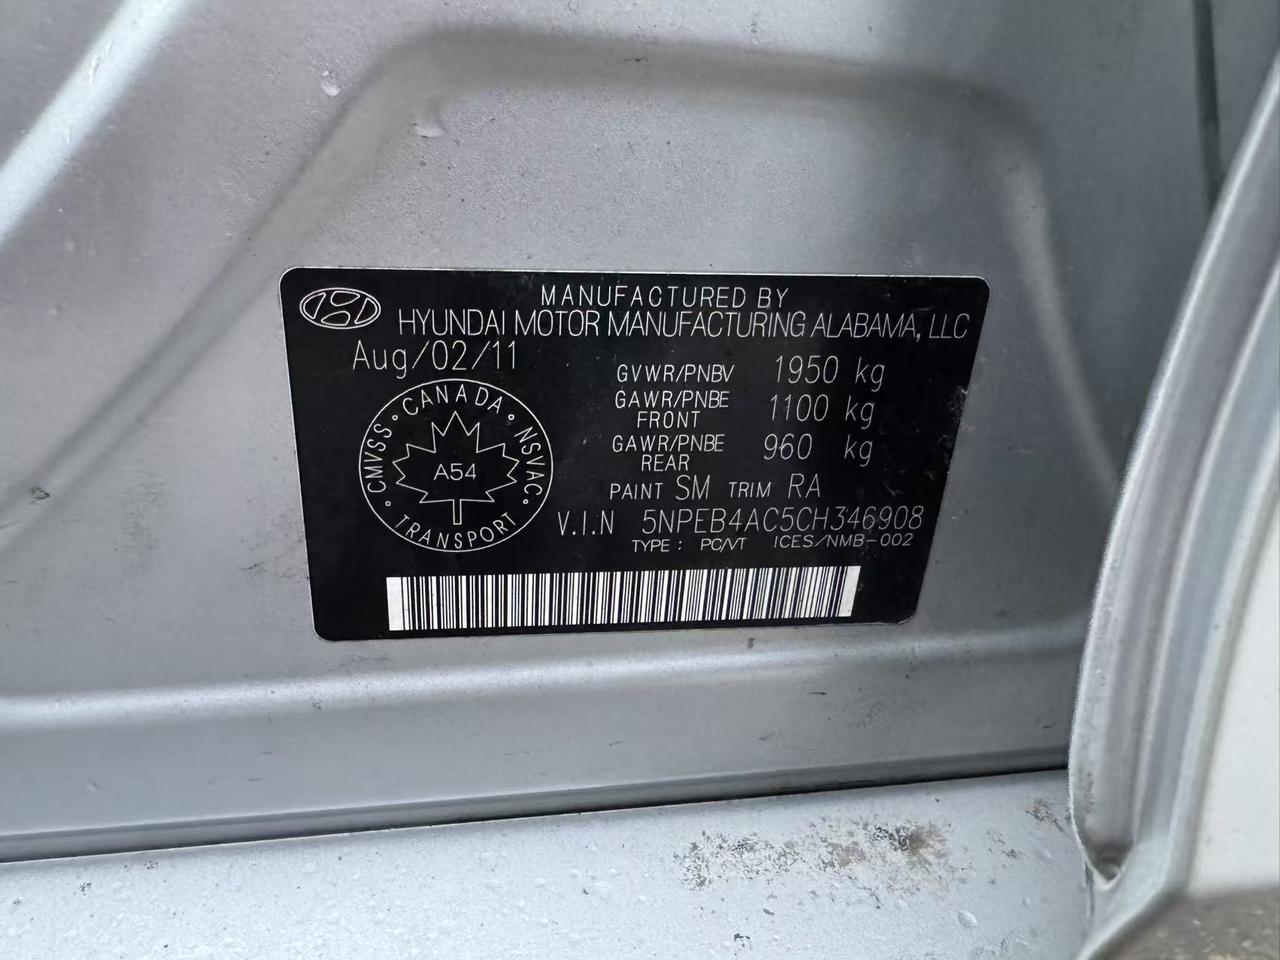 MANUFACTURED BY
HYUNDAI MOTOR MANUFACTURING ALABAMA, LLC
Aug/02/11
GVWR/PNBV 1950 kg
GAWR/PNBE FRONT 1100 kg
GAWR/PNBE REAR 960 kg
PAINT SM TRIM RA
V.I.N 5NPEB4AC5CH346908
TYPE : PC/VT ICES/NMB-002
CMVSS ∘ CANADA ∘ NSVAC ∘ TRANSPORT ∘
A54